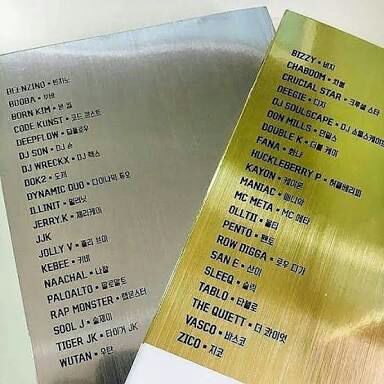 BEENZINO • 빈지노
BOOBA • 부바
BORN KIM • 본 킴
CODE KUNST • 코드 쿤스트
DEEPFLOW • 딥플로우
DJ SON • DJ 손
DJ WRECKX • DJ 렉스
DOK2 • 도끼
DYNAMIC DUO • 다이나믹 듀오
ILLINIT • 일리닛
JERRY.K • 제리케이
JJK
JOLLY V • 졸리 브이
KEBEE • 키비
NAACHAL • 나찰
PALOALTO • 팔로알토
RAP MONSTER • 랩몬스터
SOOL J • 술제이
TIGER JK • 타이거 JK
WUTAN • 우탄
BIZZY • 비지
CHABOOM • 차붐
CRUCIAL STAR • 크루셜 스타
DEEGIE • 디지
DJ SOULSCAPE • DJ 소울스케이프
DON MILLS • 던밀스
DOUBLE K • 더블 케이
FANA • 화나
HUCKLEBERRY P • 허클베리피
KAYON • 케이온
MANIAC • 매니악
MC META • MC 메타
OLLTII • 올티
PENTO • 펜토
ROW DIGGA • 로우 디가
SAN E • 산이
SLEEQ • 슬릭
TABLO • 타블로
THE QUIETT • 더 콰이엇
VASCO • 바스코
ZICO • 지코